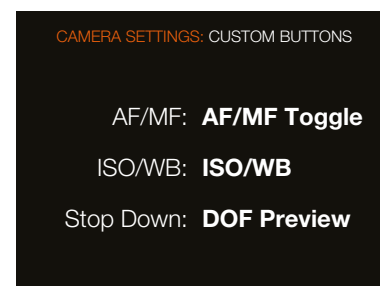 CAMERA SETTINGS: CUSTOM BUTTONS
AF/MF: AF/MF Toggle
ISO/WB: ISO/WB
Stop Down: DOF Preview